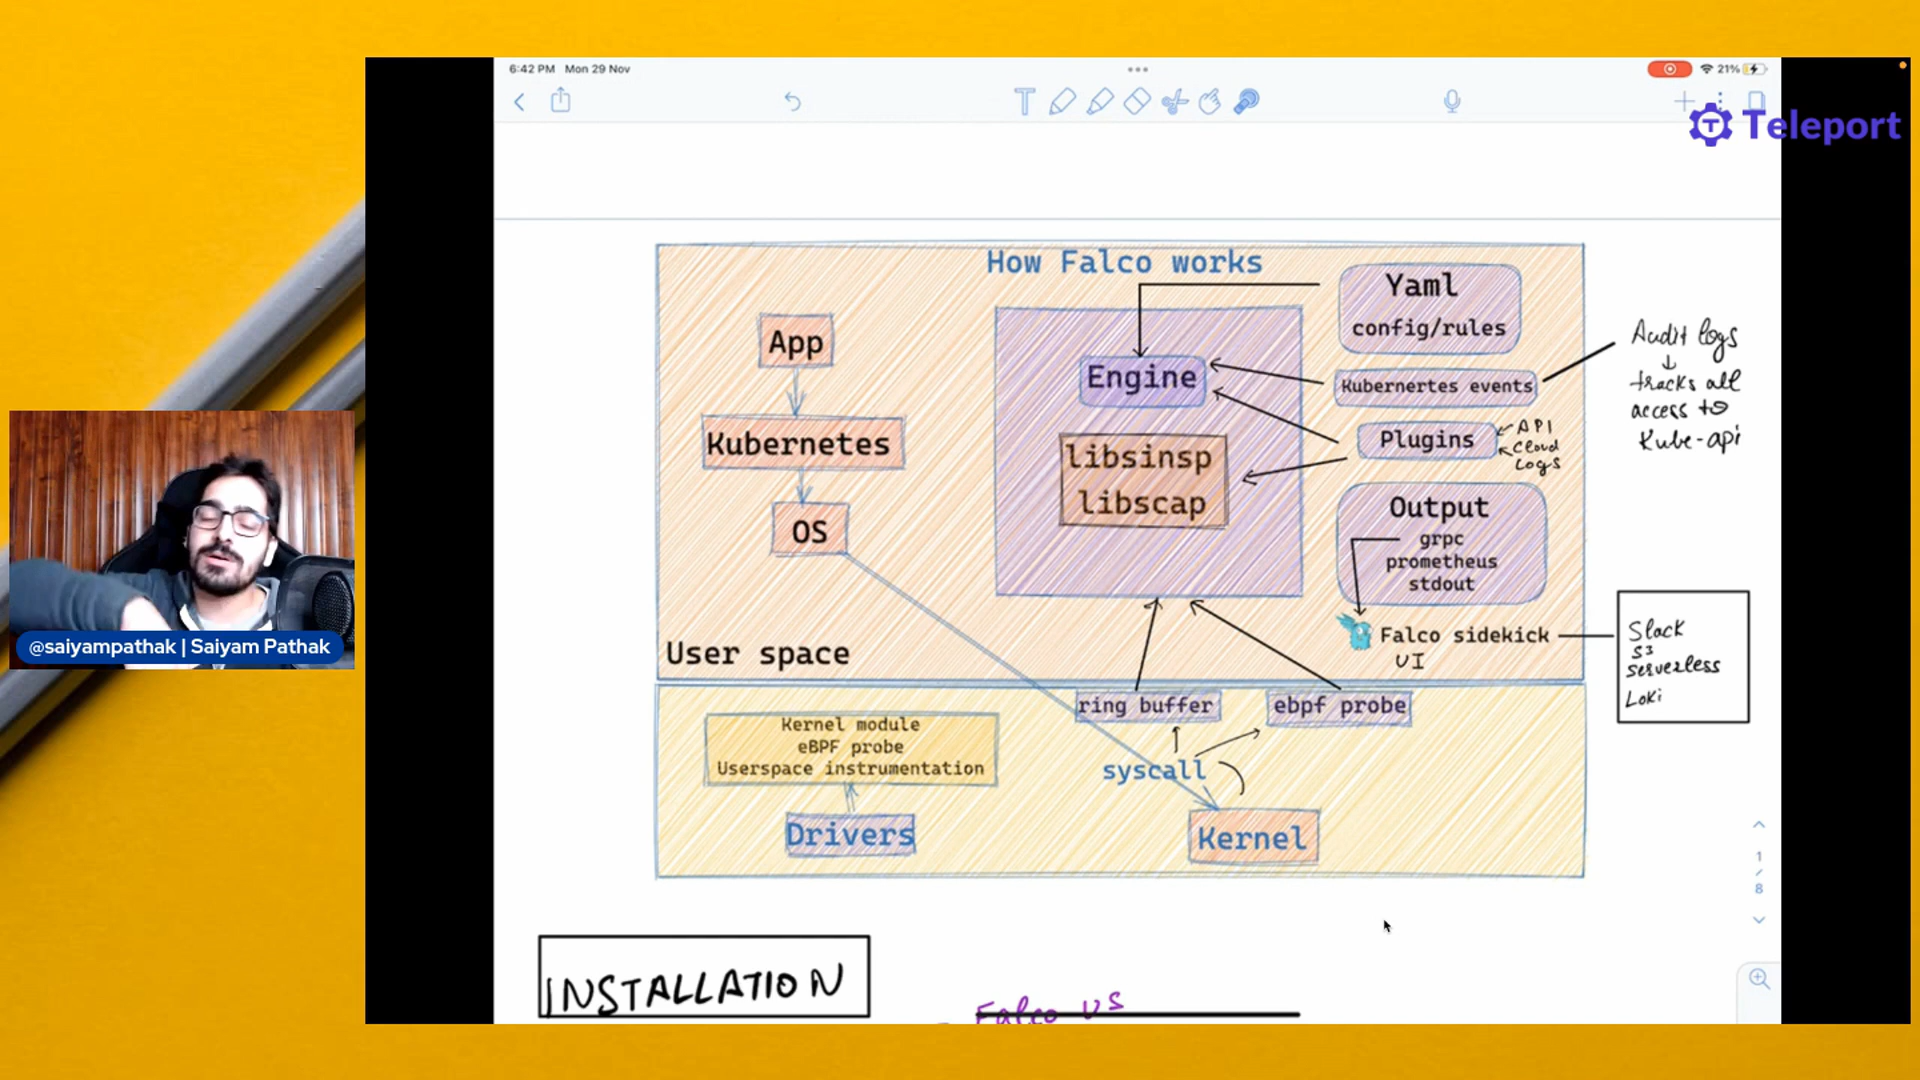 6:42 PM Mon 29 Nov
21%
T
Teleport
How Falco works
Yaml
config/rules
App
Engine
Kubernertes events
Audit logs
tracks all
access to
Kube-api
Kubernetes
Plugins
API
Cloud
Logs
libsinsp
libscap
OS
Output
grpc
prometheus
stdout
Falco sidekick
UI
Slack
S3
serverless
Loki
User space
@saiyampathak | Saiyam Pathak
ring buffer
ebpf probe
Kernel module
eBPF probe
Userspace instrumentation
syscall
Drivers
Kernel
1
/
8
INSTALLATION
Falco vs